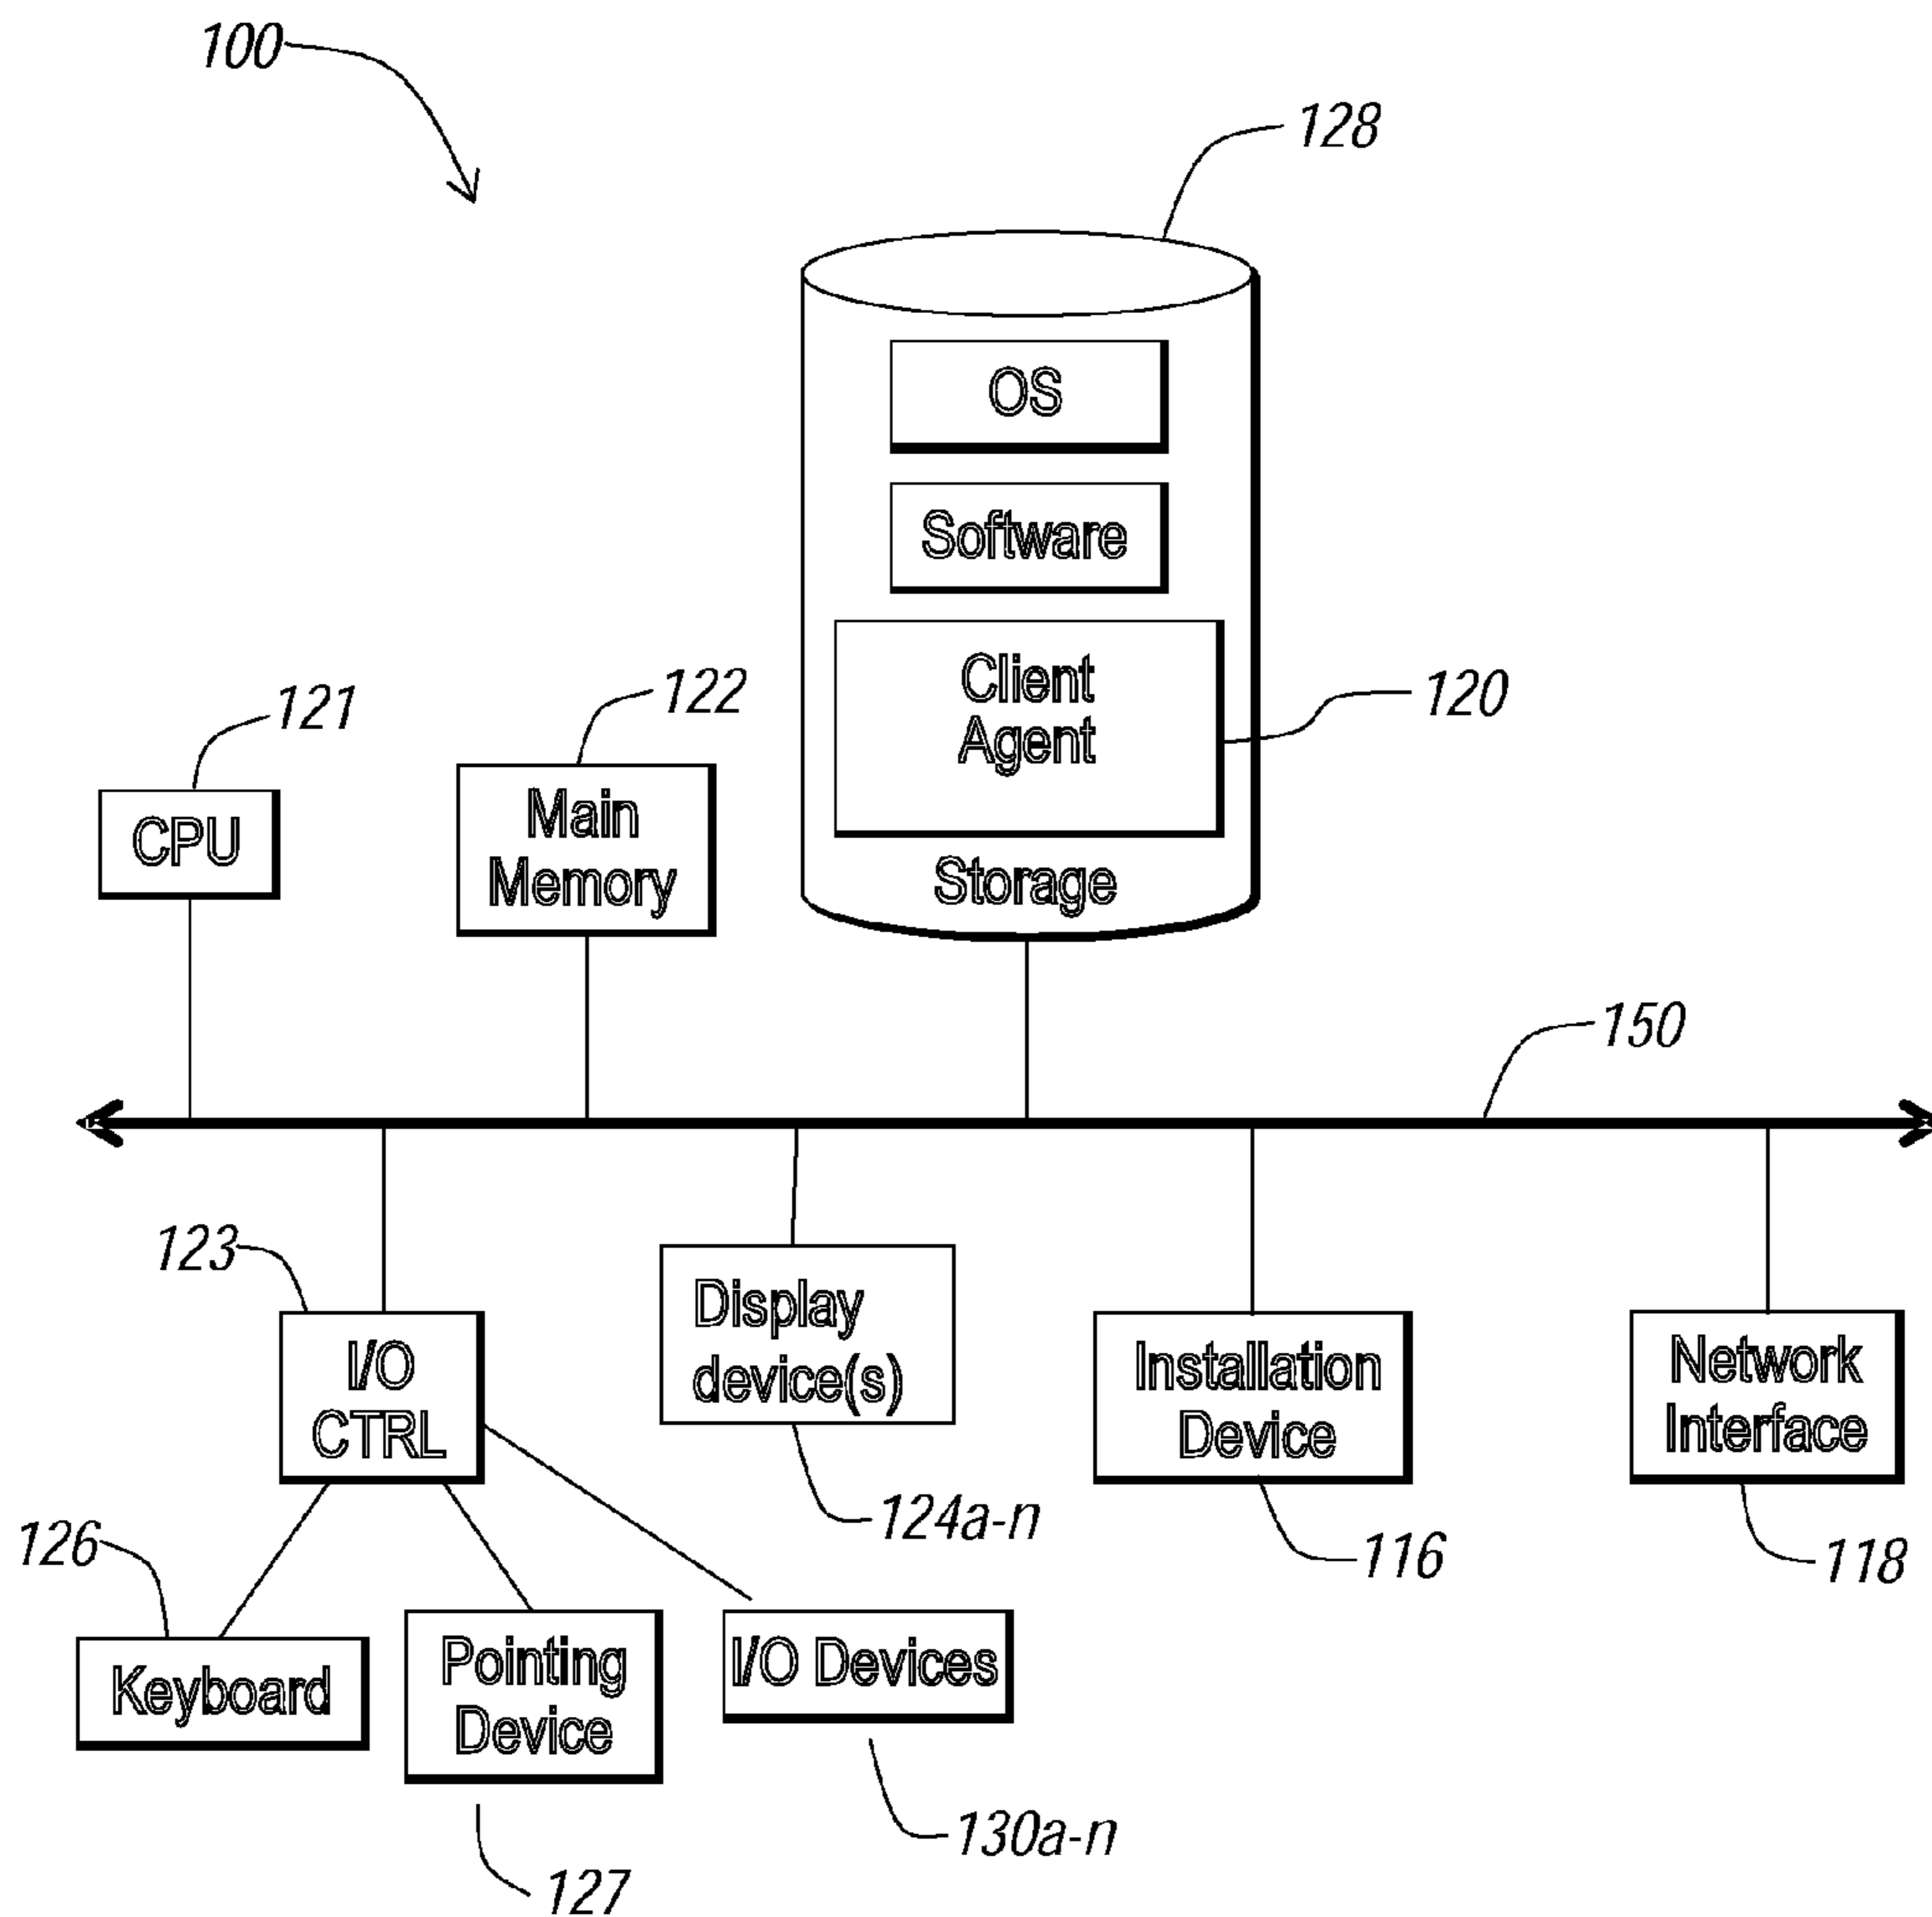 100
128
OS
Software
Client
Agent
120
Storage
121
CPU
122
Main
Memory
150
123
I/O
CTRL
Display
device(s)
124a-n
Installation
Device
116
Network
Interface
118
126
Keyboard
Pointing
Device
127
I/O Devices
130a-n